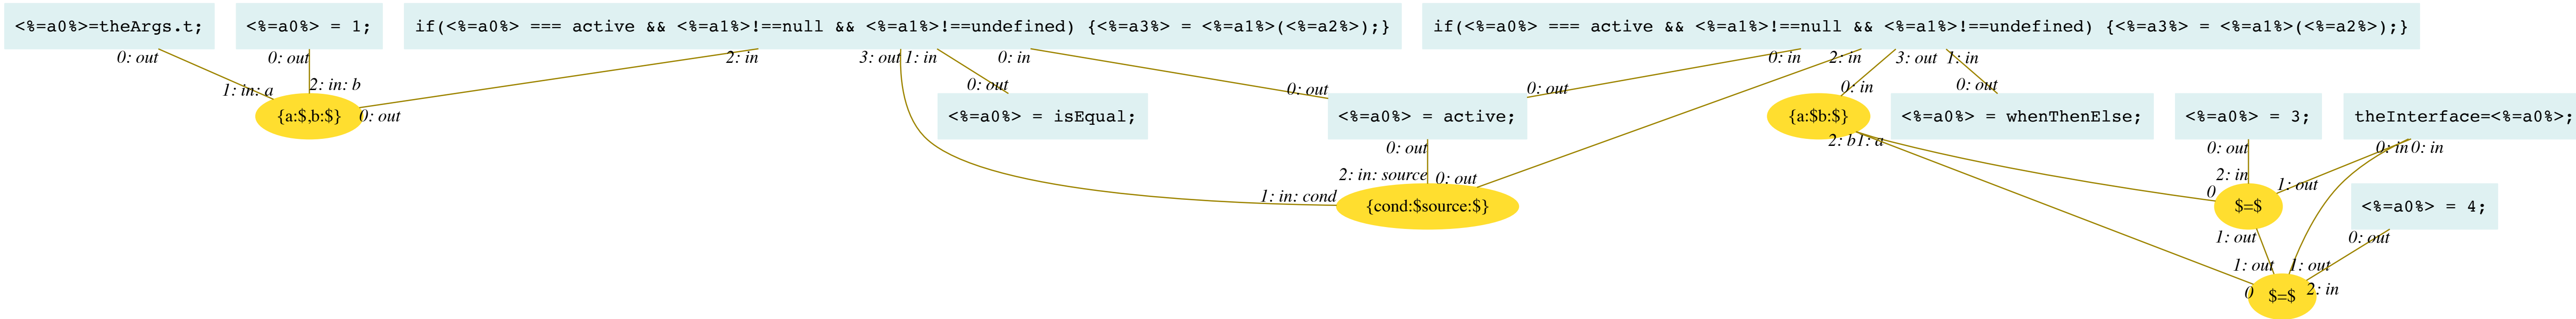 <%=a0%>=theArgs.t;
<%=a0%> = 1;
if(<%=a0%> === active && <%=a1%>!==null && <%=a1%>!==undefined) {<%=a3%> = <%=a1%>(<%=a2%>);}
if(<%=a0%> === active && <%=a1%>!==null && <%=a1%>!==undefined) {<%=a3%> = <%=a1%>(<%=a2%>);}
0: out
0: out
2: in
3: out
1: in
0: in
0: in
2: in
3: out
1: in
1: in: a
2: in: b
0: out
0: out
0: out
0: in
0: out
{a:$,b:$}
0: out
<%=a0%> = isEqual;
<%=a0%> = active;
{a:$b:$}
<%=a0%> = whenThenElse;
<%=a0%> = 3;
theInterface=<%=a0%>;
2: b
1: a
0: out
0: out
0: in
0: in
2: in: source
0: out
2: in
1: in: cond
0
1: out
{cond:$source:$}
$=$
<%=a0%> = 4;
1: out
0: out
1: out
1: out
0
$=$
2: in